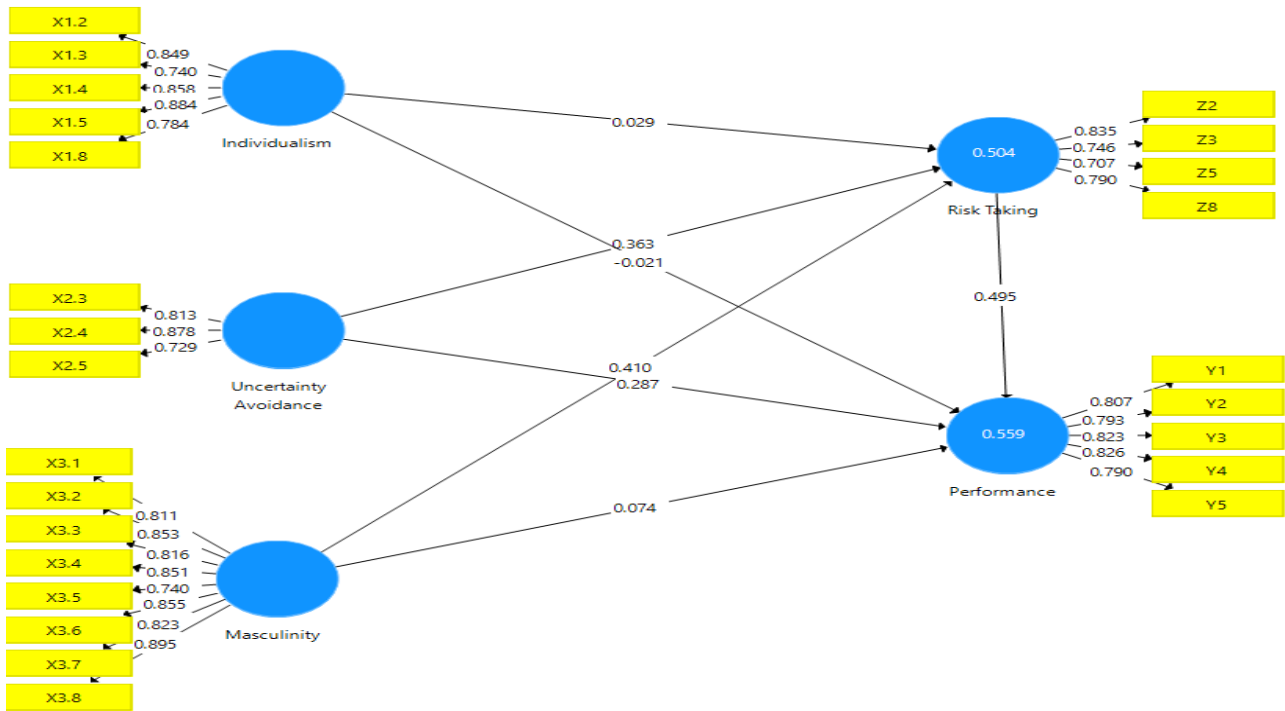 X1.2
X1.3
X1.4
X1.5
X1.8
0.849
0.740
0.858
0.884
0.784
Individualism
X2.3
X2.4
X2.5
0.813
0.878
0.729
Uncertainty
Avoidance
X3.1
X3.2
X3.3
X3.4
X3.5
X3.6
X3.7
X3.8
0.811
0.853
0.816
0.851
0.740
0.855
0.823
0.895
Masculinity
0.029
0.363
-0.021
0.410
0.287
0.074
0.495
0.504
Risk Taking
0.835
0.746
0.707
0.790
Z2
Z3
Z5
Z8
0.559
Performance
0.807
0.793
0.823
0.826
0.790
Y1
Y2
Y3
Y4
Y5